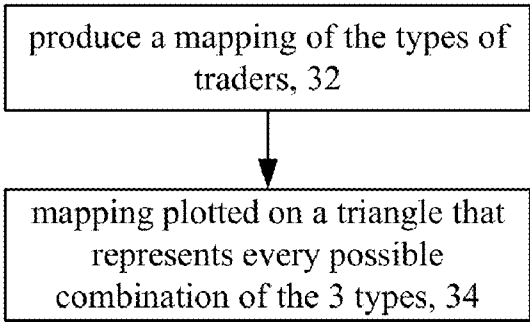 produce a mapping of the types of
traders, 32
mapping plotted on a triangle that
represents every possible
combination of the 3 types, 34